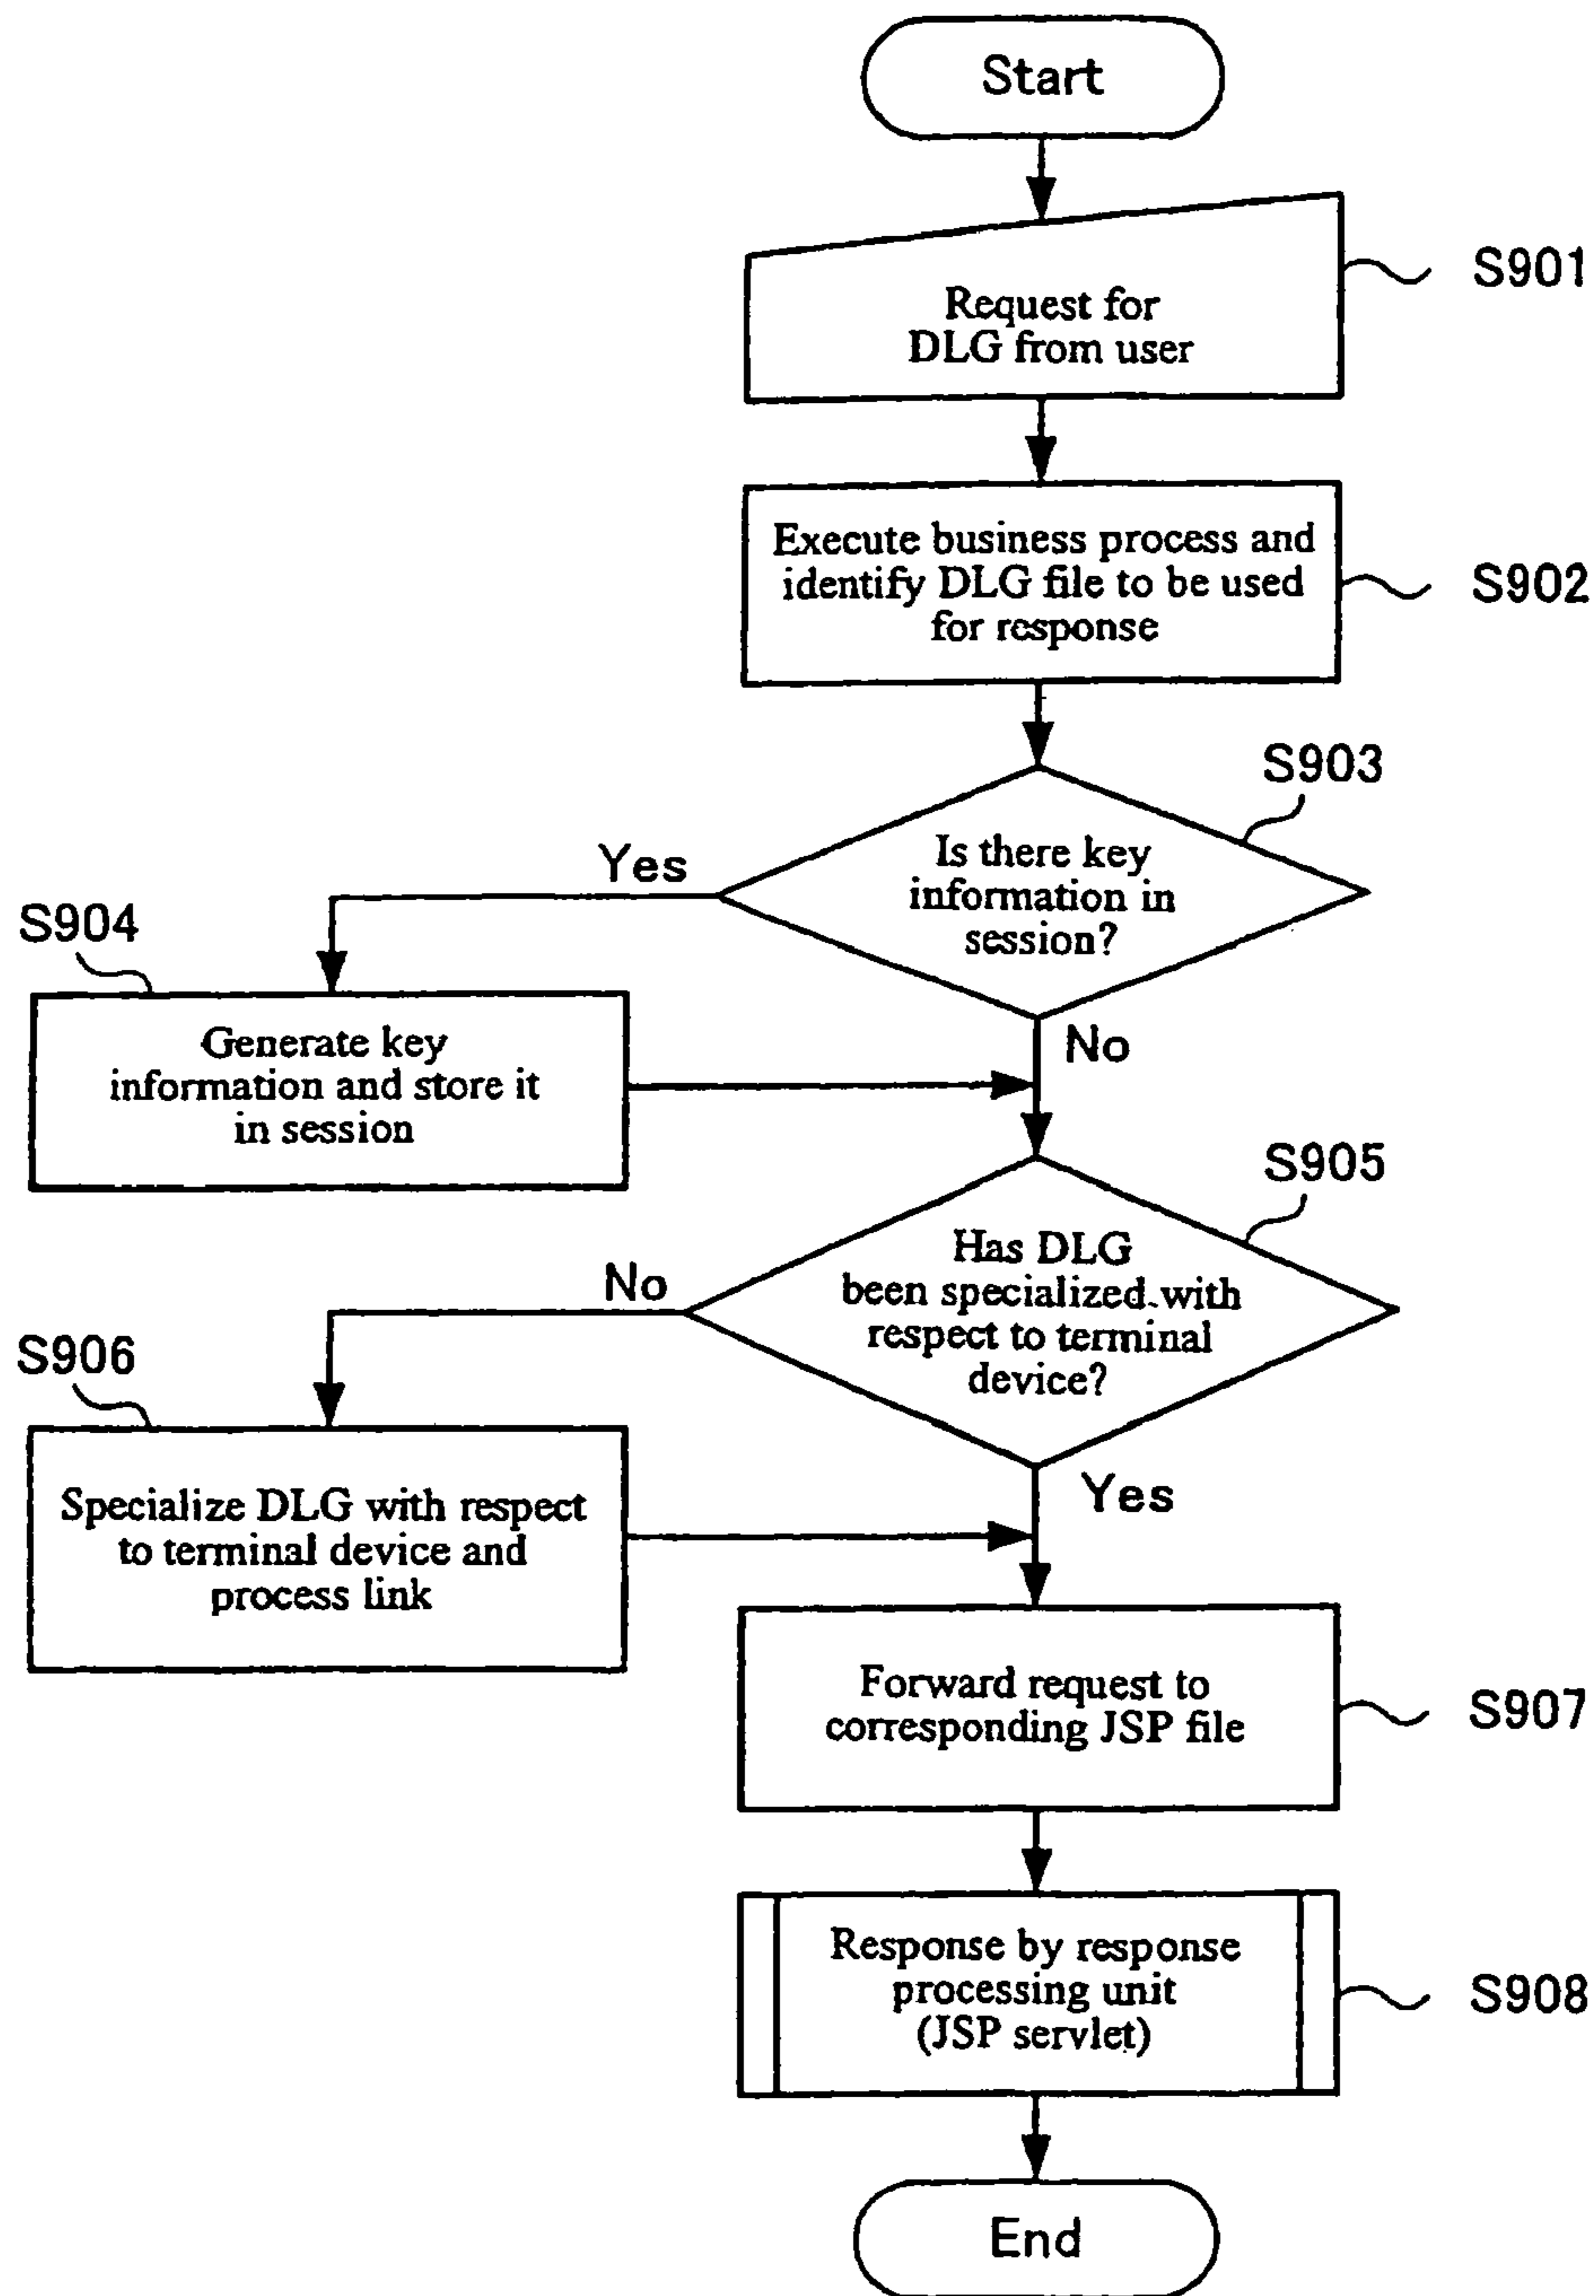 Start
Request for
DLG from user
S901
Execute business process and
identify DLG file to be used
for response
S902
S903
Is there key
information in
session?
Yes
No
S904
Generate key
information and store it
in session
S905
Has DLG
been specialized with
respect to terminal
device?
No
Yes
S906
Specialize DLG with respect
to terminal device and
process link
Forward request to
corresponding JSP file
S907
Response by response
processing unit
(JSP servlet)
S908
End